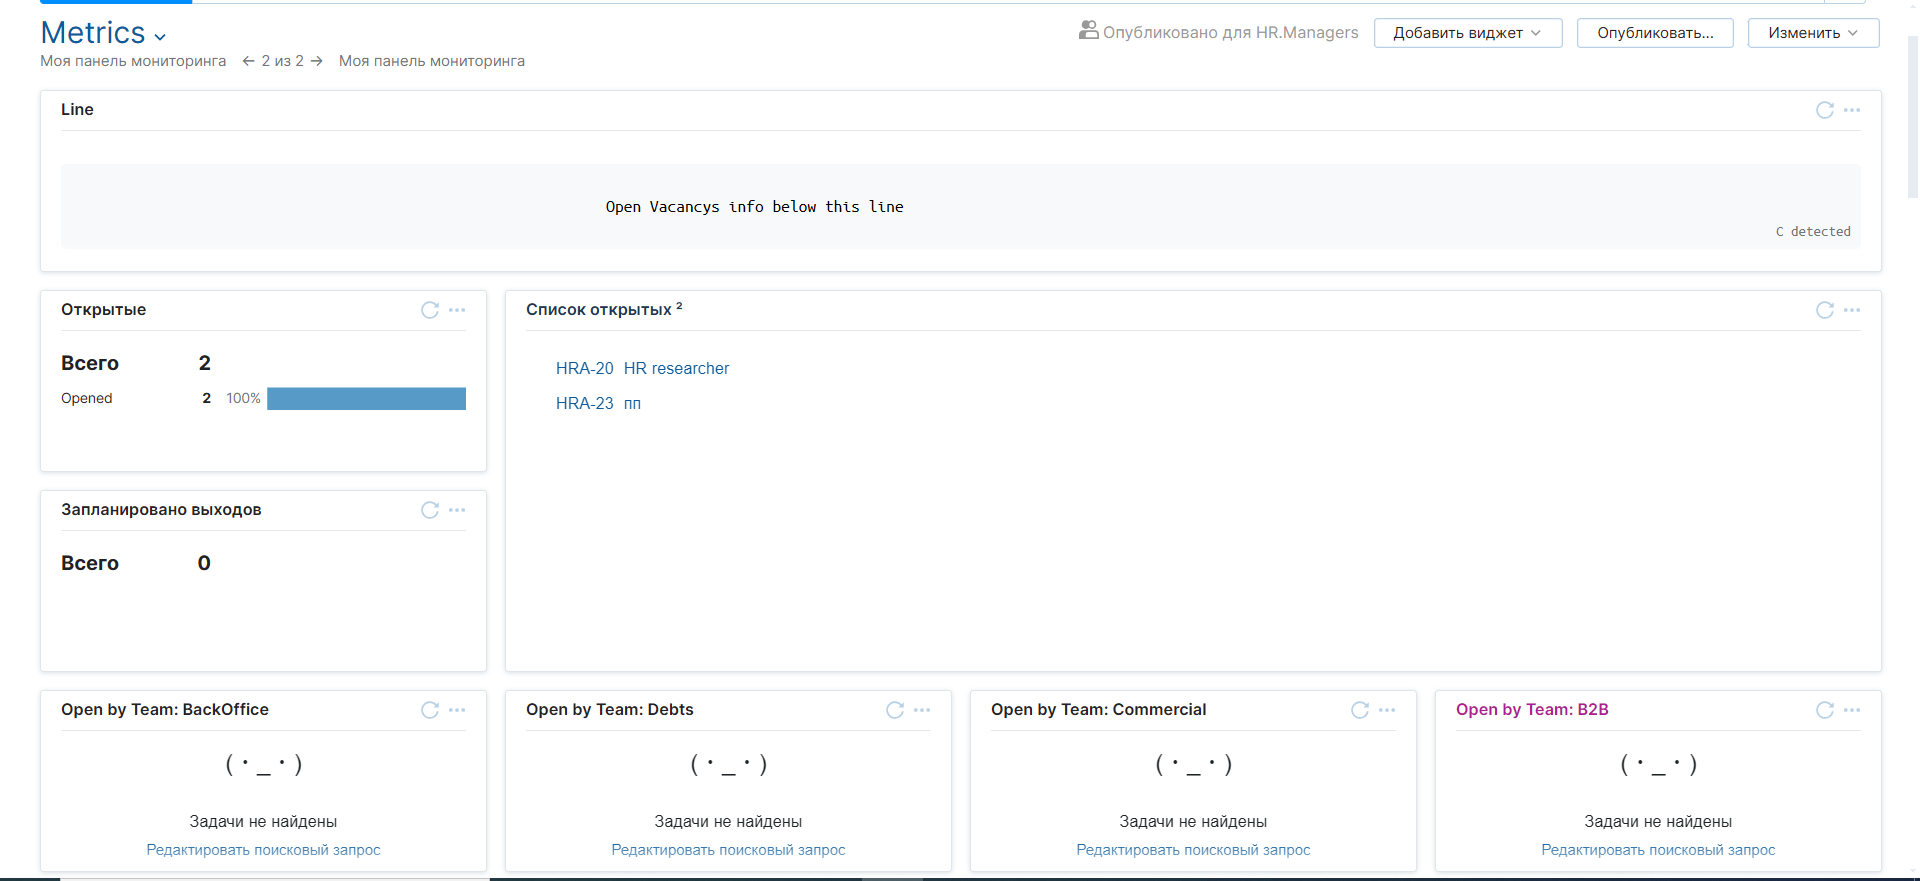 Metrics
Опубликовано для HR.Managers
Добавить виджет
Опубликовать...
Изменить
Моя панель мониторинга ← 2 из 2 → Моя панель мониторинга
Line
Open Vacancys info below this line
C detected
Открытые
Всего 2
Opened 2 100%
Список открытых ²
HRA-20 HR researcher
HRA-23 пп
Запланировано выходов
Всего 0
Open by Team: BackOffice
( · _ · )
Задачи не найдены
Редактировать поисковый запрос
Open by Team: Debts
( · _ · )
Задачи не найдены
Редактировать поисковый запрос
Open by Team: Commercial
( · _ · )
Задачи не найдены
Редактировать поисковый запрос
Open by Team: B2B
( · _ · )
Задачи не найдены
Редактировать поисковый запрос